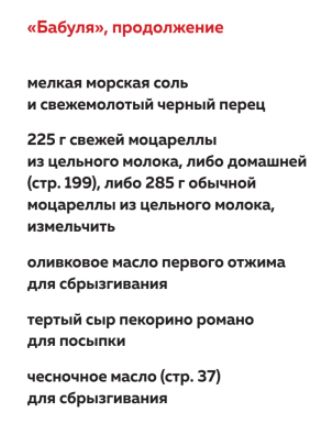 «Бабуля», продолжение
мелкая морская соль
и свежемолотый черный перец
225 г свежей моцареллы
из цельного молока, либо домашней
(стр. 199), либо 285 г обычной
моцареллы из цельного молока,
измельчить
оливковое масло первого отжима
для сбрызгивания
тертый сыр пекорино романо
для посыпки
чесночное масло (стр. 37)
для сбрызгивания